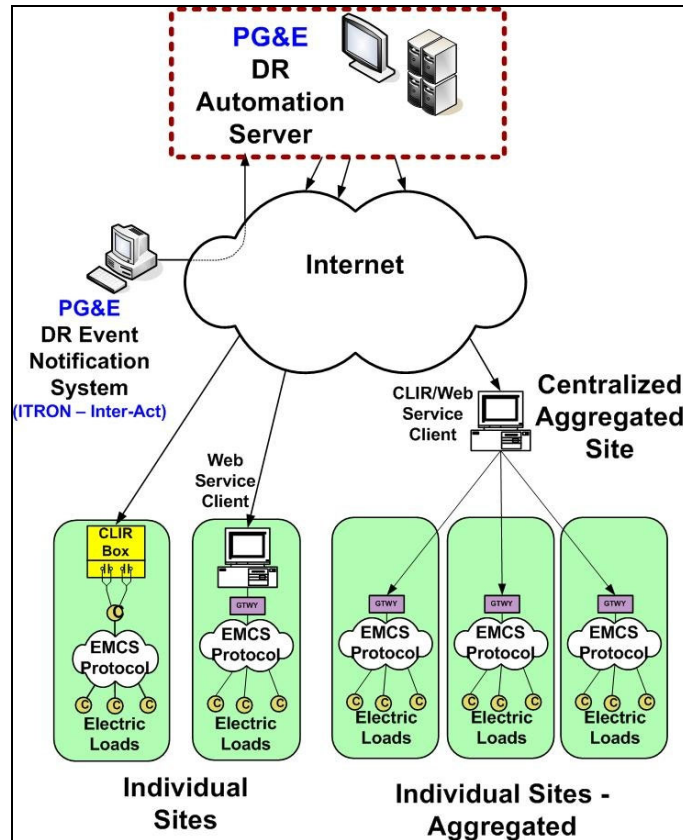 PG&E
DR
Automation
Server
Internet
PG&E
DR Event
Notification
System
(ITRON – Inter-Act)
CLIR/Web
Service
Client
Centralized
Aggregated
Site
Web
Service
Client
CLIR
Box
C
EMCS
Protocol
C C C
Electric
Loads
GTWY
EMCS
Protocol
C C C
Electric
Loads
GTWY
EMCS
Protocol
C C C
Electric
Loads
GTWY
EMCS
Protocol
C C C
Electric
Loads
GTWY
EMCS
Protocol
C C C
Electric
Loads
Individual
Sites
Individual Sites -
Aggregated